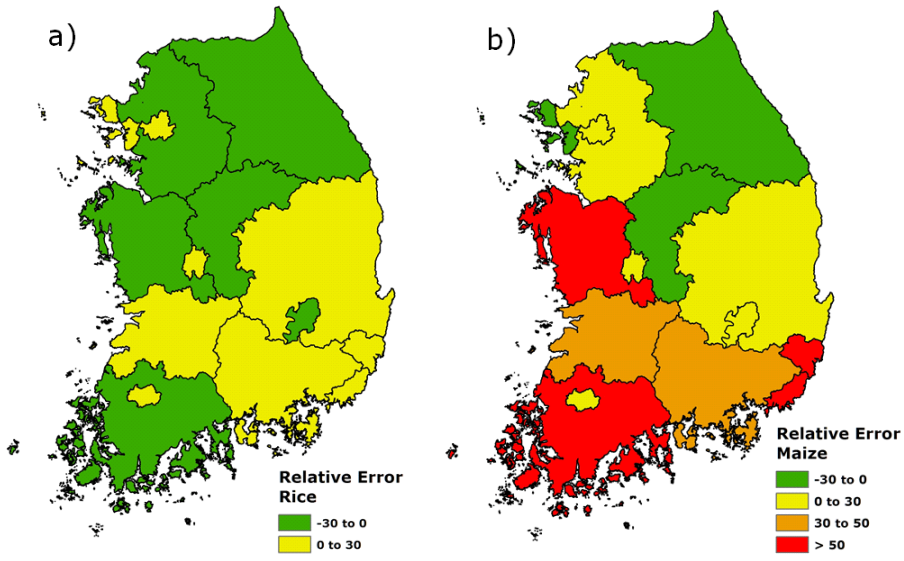 a)
b)
Relative Error
Rice
-30 to 0
0 to 30
Relative Error
Maize
-30 to 0
0 to 30
30 to 50
> 50